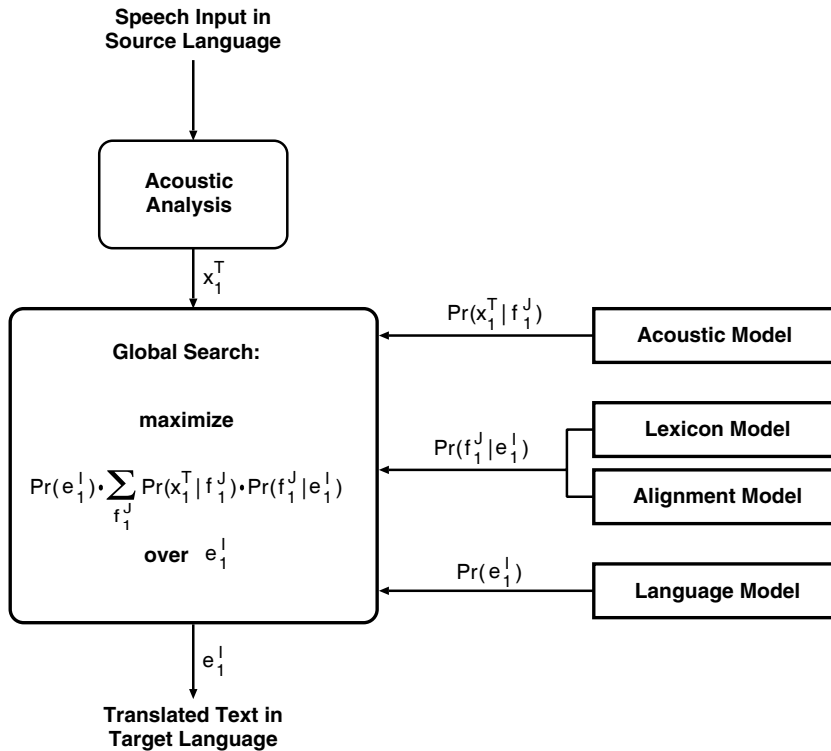 Speech Input in
Source Language
Acoustic
Analysis
x_1^T
Global Search:
maximize
Pr(e_1^I) • ∑_{f_1^J} Pr(x_1^T | f_1^J) • Pr(f_1^J | e_1^I)
over e_1^I
Pr(x_1^T | f_1^J)
Acoustic Model
Pr(f_1^J | e_1^I)
Lexicon Model
Alignment Model
Pr(e_1^I)
Language Model
e_1^I
Translated Text in
Target Language